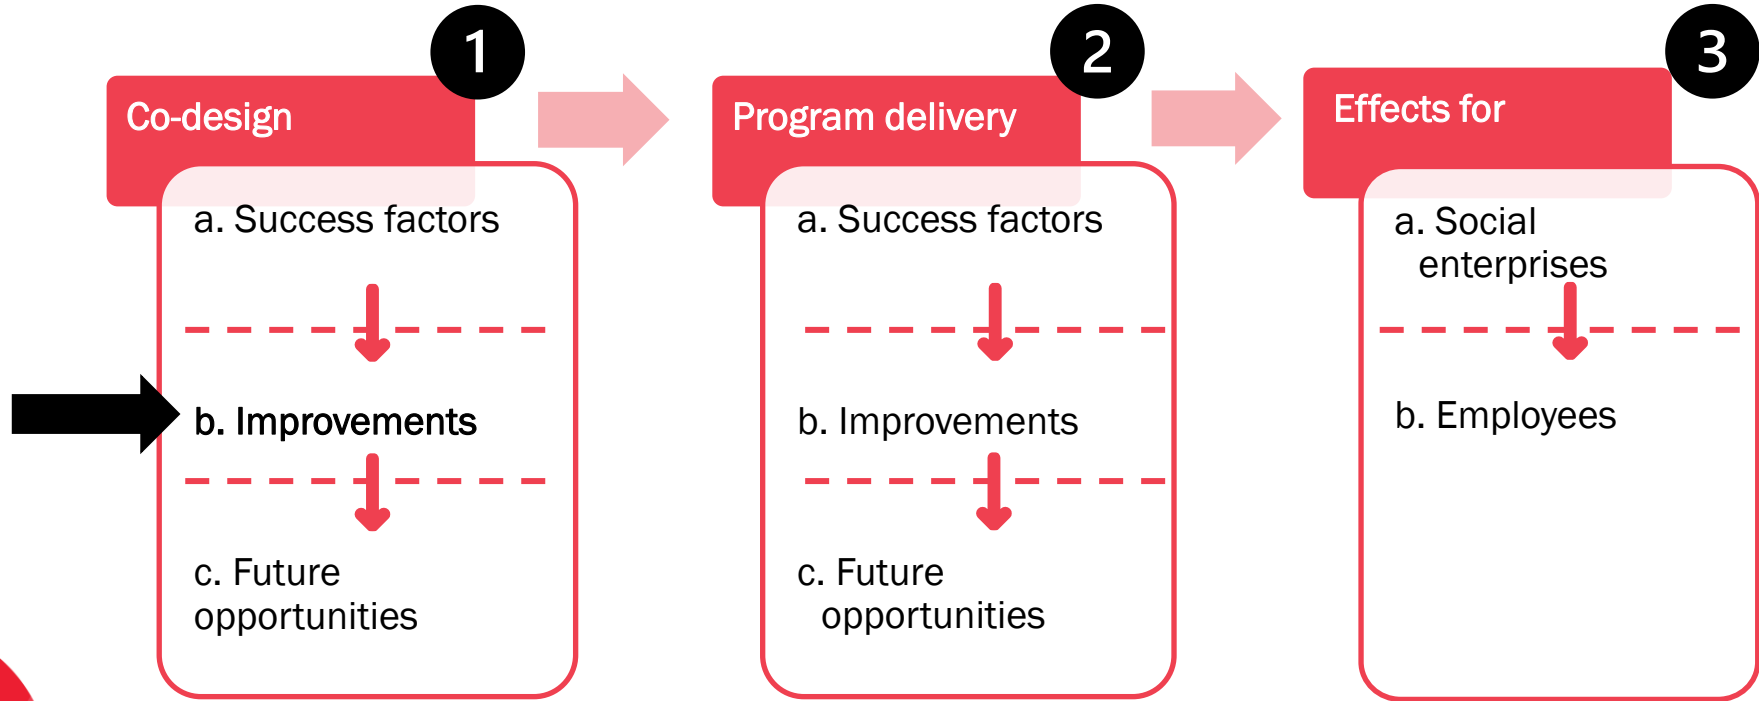 1
Co-design
a. Success factors
b. Improvements
c. Future
opportunities
2
Program delivery
a. Success factors
b. Improvements
c. Future
opportunities
3
Effects for
a. Social
enterprises
b. Employees